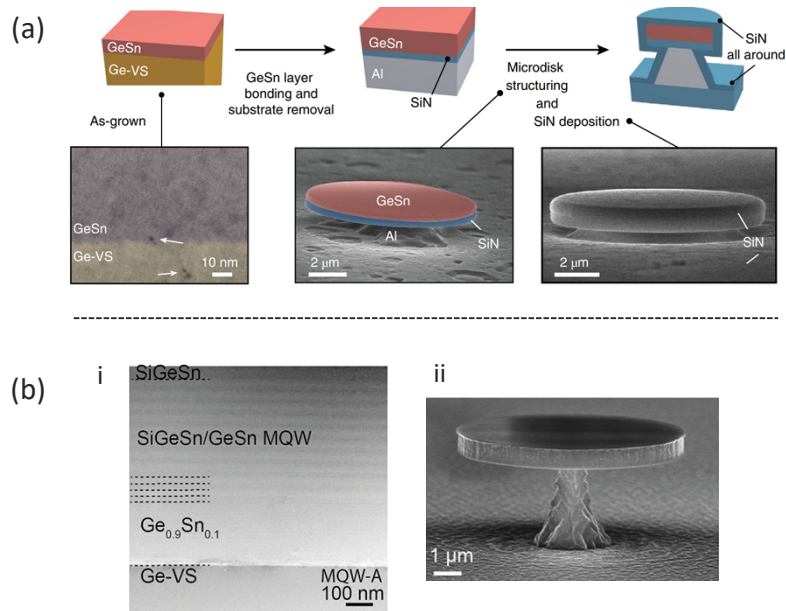 (a)
GeSn
Ge-VS
GeSn layer
bonding and
substrate removal
GeSn
Al
SiN
Microdisk
structuring
and
SiN deposition
SiN
all around
As-grown
GeSn
Ge-VS
10 nm
GeSn
Al
SiN
2 μm
SiN
2 μm
(b)
i
SiGeSn
SiGeSn/GeSn MQW
Ge0.9Sn0.1
Ge-VS
MQW-A
100 nm
ii
1 μm